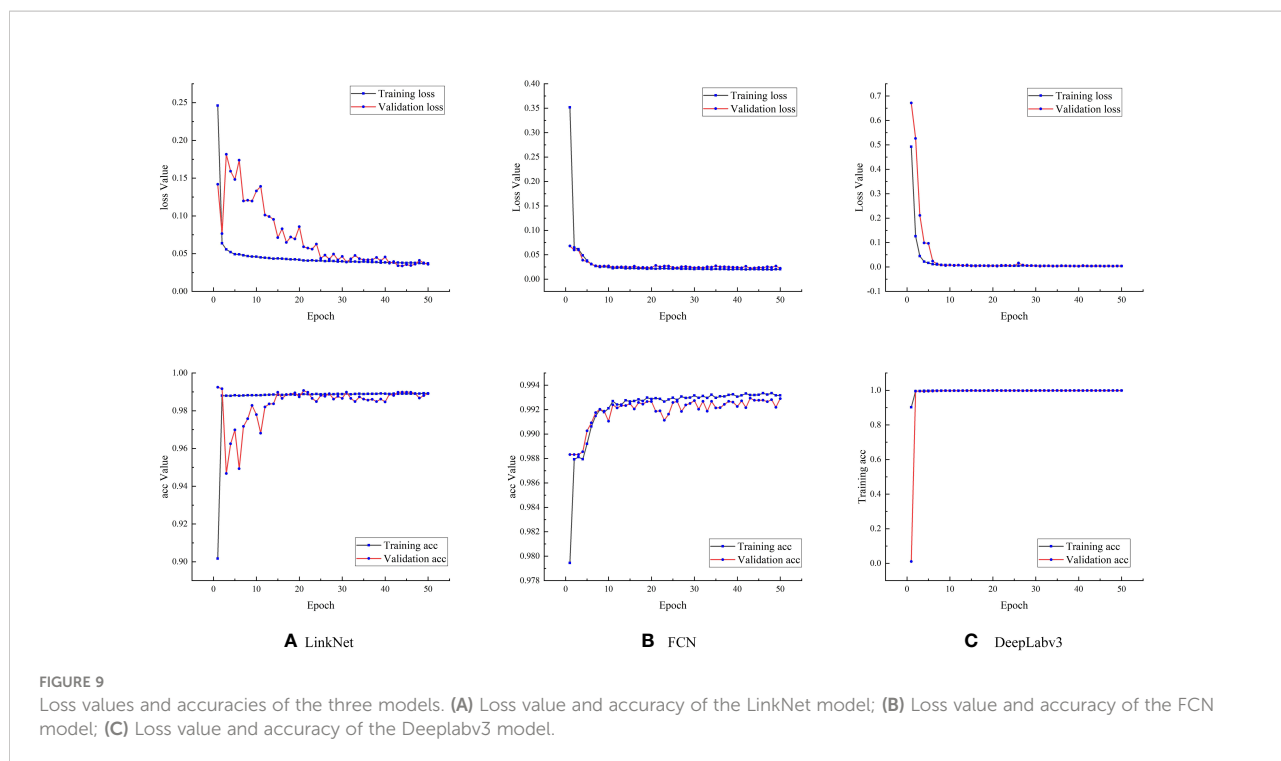 Training loss
Validation loss
0.25
0.20
0.15
0.10
0.05
0.00
loss Value
0 10 20 30 40 50
Epoch
Training loss
Validation loss
0.40
0.35
0.30
0.25
0.20
0.15
0.10
0.05
0.00
Loss Value
0 10 20 30 40 50
Epoch
Training loss
Validation loss
0.7
0.6
0.5
0.4
0.3
0.2
0.1
0.0
-0.1
Loss Value
0 10 20 30 40 50
Epoch
1.00
0.98
0.96
0.94
0.92
0.90
acc Value
Training acc
Validation acc
0 10 20 30 40 50
Epoch
0.994
0.992
0.990
0.988
0.986
0.984
0.982
0.980
0.978
acc Value
Training acc
Validation acc
0 10 20 30 40 50
Epoch
1.0
0.8
0.6
0.4
0.2
0.0
Training acc
Training acc
Validation acc
0 10 20 30 40 50
Epoch
A LinkNet
B FCN
C DeepLabv3
FIGURE 9
Loss values and accuracies of the three models. (A) Loss value and accuracy of the LinkNet model; (B) Loss value and accuracy of the FCN
model; (C) Loss value and accuracy of the Deeplabv3 model.